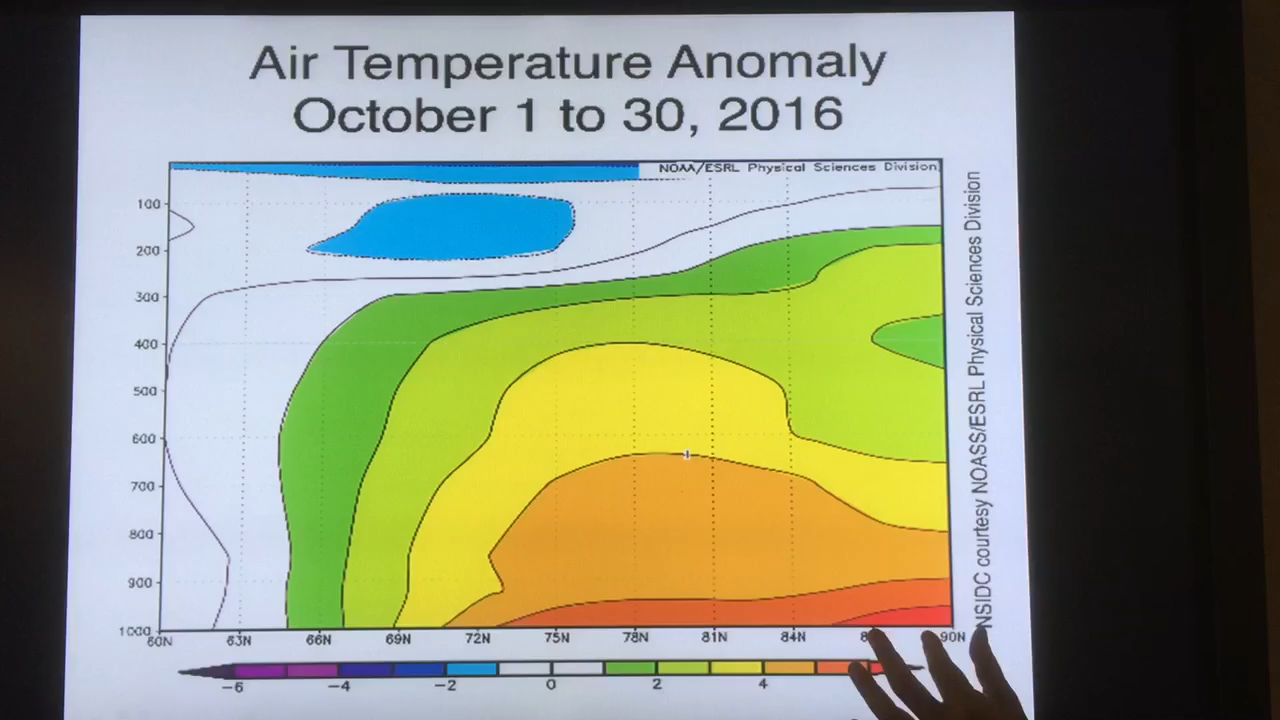 Air Temperature Anomaly
October 1 to 30, 2016
NOAA/ESRL Physical Sciences Division
100
200
300
400
500
600
700
800
900
1000
60N 63N 66N 69N 72N 75N 78N 81N 84N 90N
-6 -4 -2 0 2 4
NSIDC courtesy NOASS/ESRL Physical Sciences Division